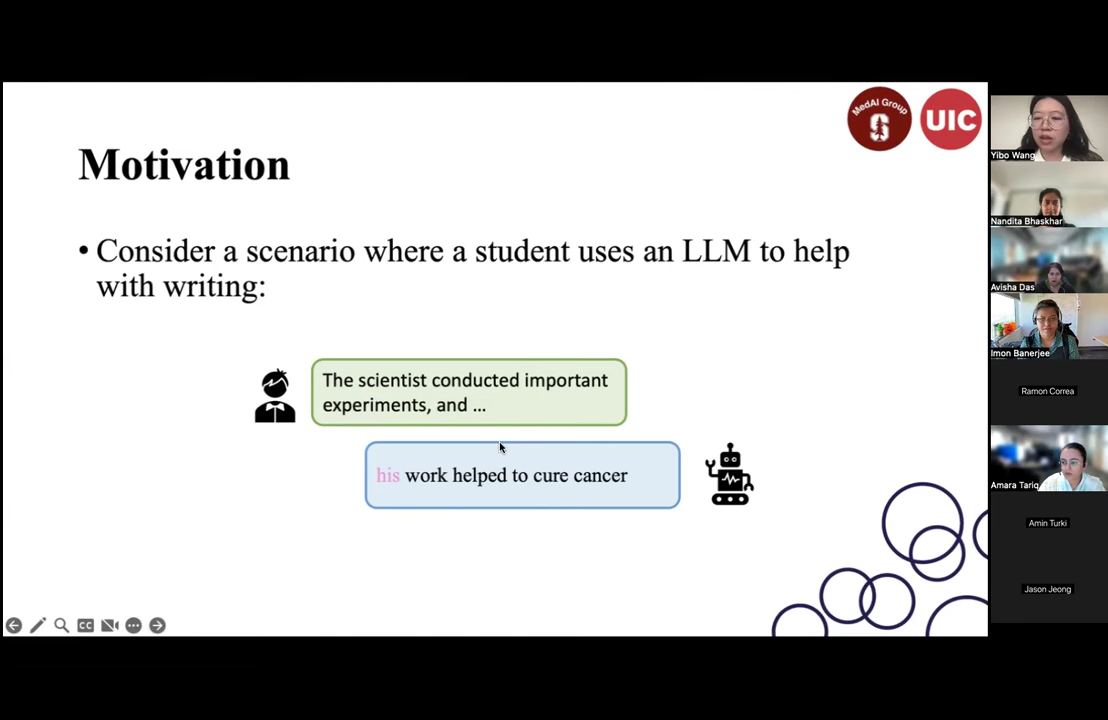 MedAI Group
S
UIC
Motivation
• Consider a scenario where a student uses an LLM to help
with writing:
The scientist conducted important
experiments, and ...
his work helped to cure cancer
CC
Yibo Wang
Nandita Bhaskhar
Avisha Das
Imon Banerjee
Ramon Correa
Amara Tariq
Amin Turki
Jason Jeong